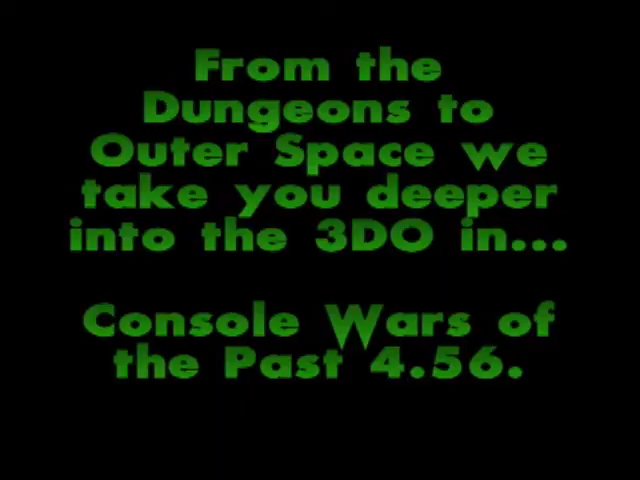 From the
Dungeons to
Outer Space we
take you deeper
into the 3DO in...
Console Wars of
the Past 4.56.